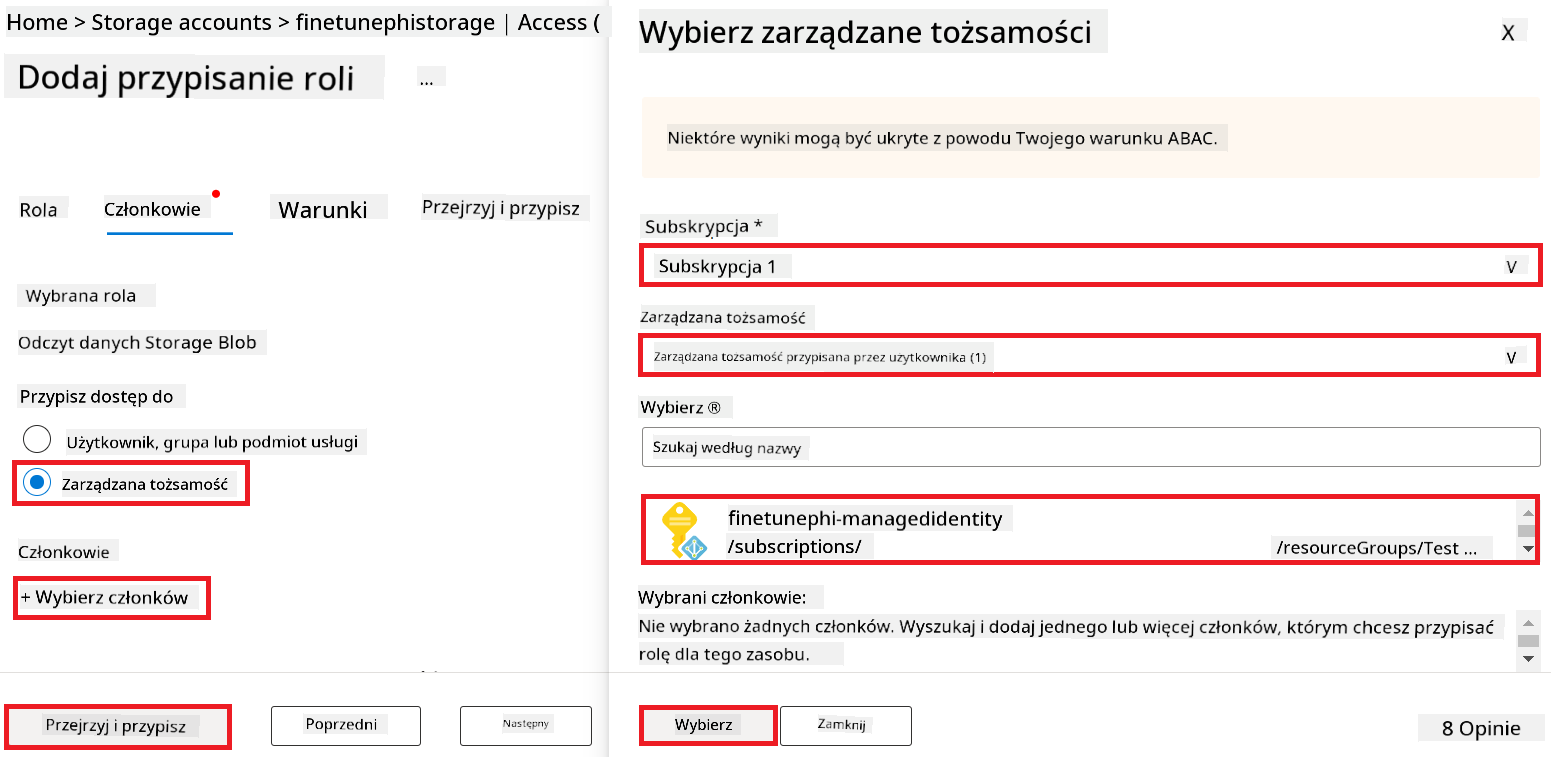 Home > Storage accounts > finetunephistorage | Access (
Dodaj przypisanie roli ...
Rola Członkowie Warunki Przejrzyj i przypisz
Wybrana rola
Odczyt danych Storage Blob
Przypisz dostęp do
Użytkownik, grupa lub podmiot usługi
Zarządzana tożsamość
Członkowie
+ Wybierz członków
Przejrzyj i przypisz Poprzedni Następny
Wybierz zarządzane tożsamości X
Niektóre wyniki mogą być ukryte z powodu Twojego warunku ABAC.
Subskrypcja *
Subskrypcja 1 V
Zarządzana tożsamość
Zarządzana tożsamość przypisana przez użytkownika (1) V
Wybierz ®
Szukaj według nazwy
finetunephi-managedidentity
/subscriptions/ /resourceGroups/Test ...
Wybrani członkowie:
Nie wybrano żadnych członków. Wyszukaj i dodaj jednego lub więcej członków, którym chcesz przypisać
rolę dla tego zasobu.
Wybierz Zamknij 8 Opinie